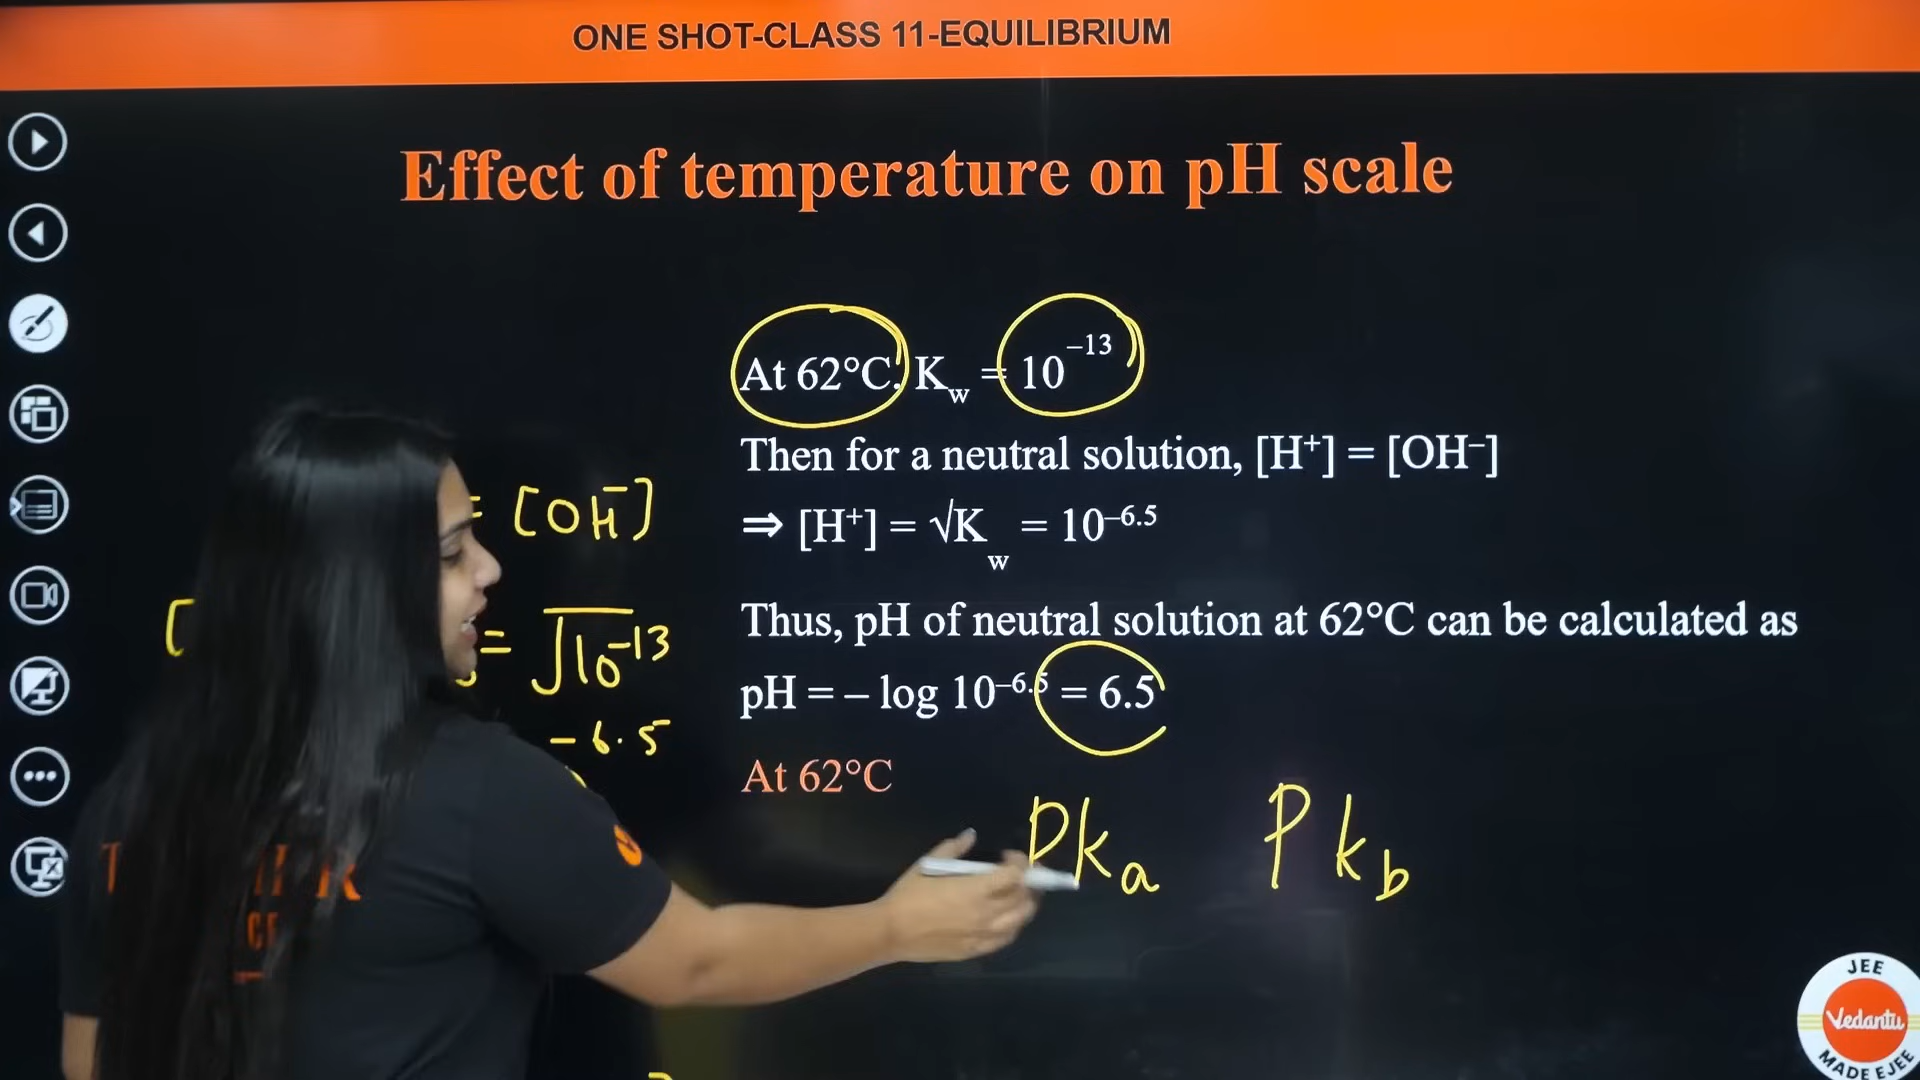 ONE SHOT-CLASS 11-EQUILIBRIUM
Effect of temperature on pH scale
At 62°C. Kw = 10⁻¹³
Then for a neutral solution, [H⁺] = [OH⁻]
= [OH⁻]
⇒ [H⁺] = √Kw = 10⁻⁶·⁵
Thus, pH of neutral solution at 62°C can be calculated as
[
= √10⁻¹³
pH = – log 10⁻⁶·⁵ = 6.5
- 6.5
At 62°C
Pka Pkb
JEE
Vedantu
MADE EJEE